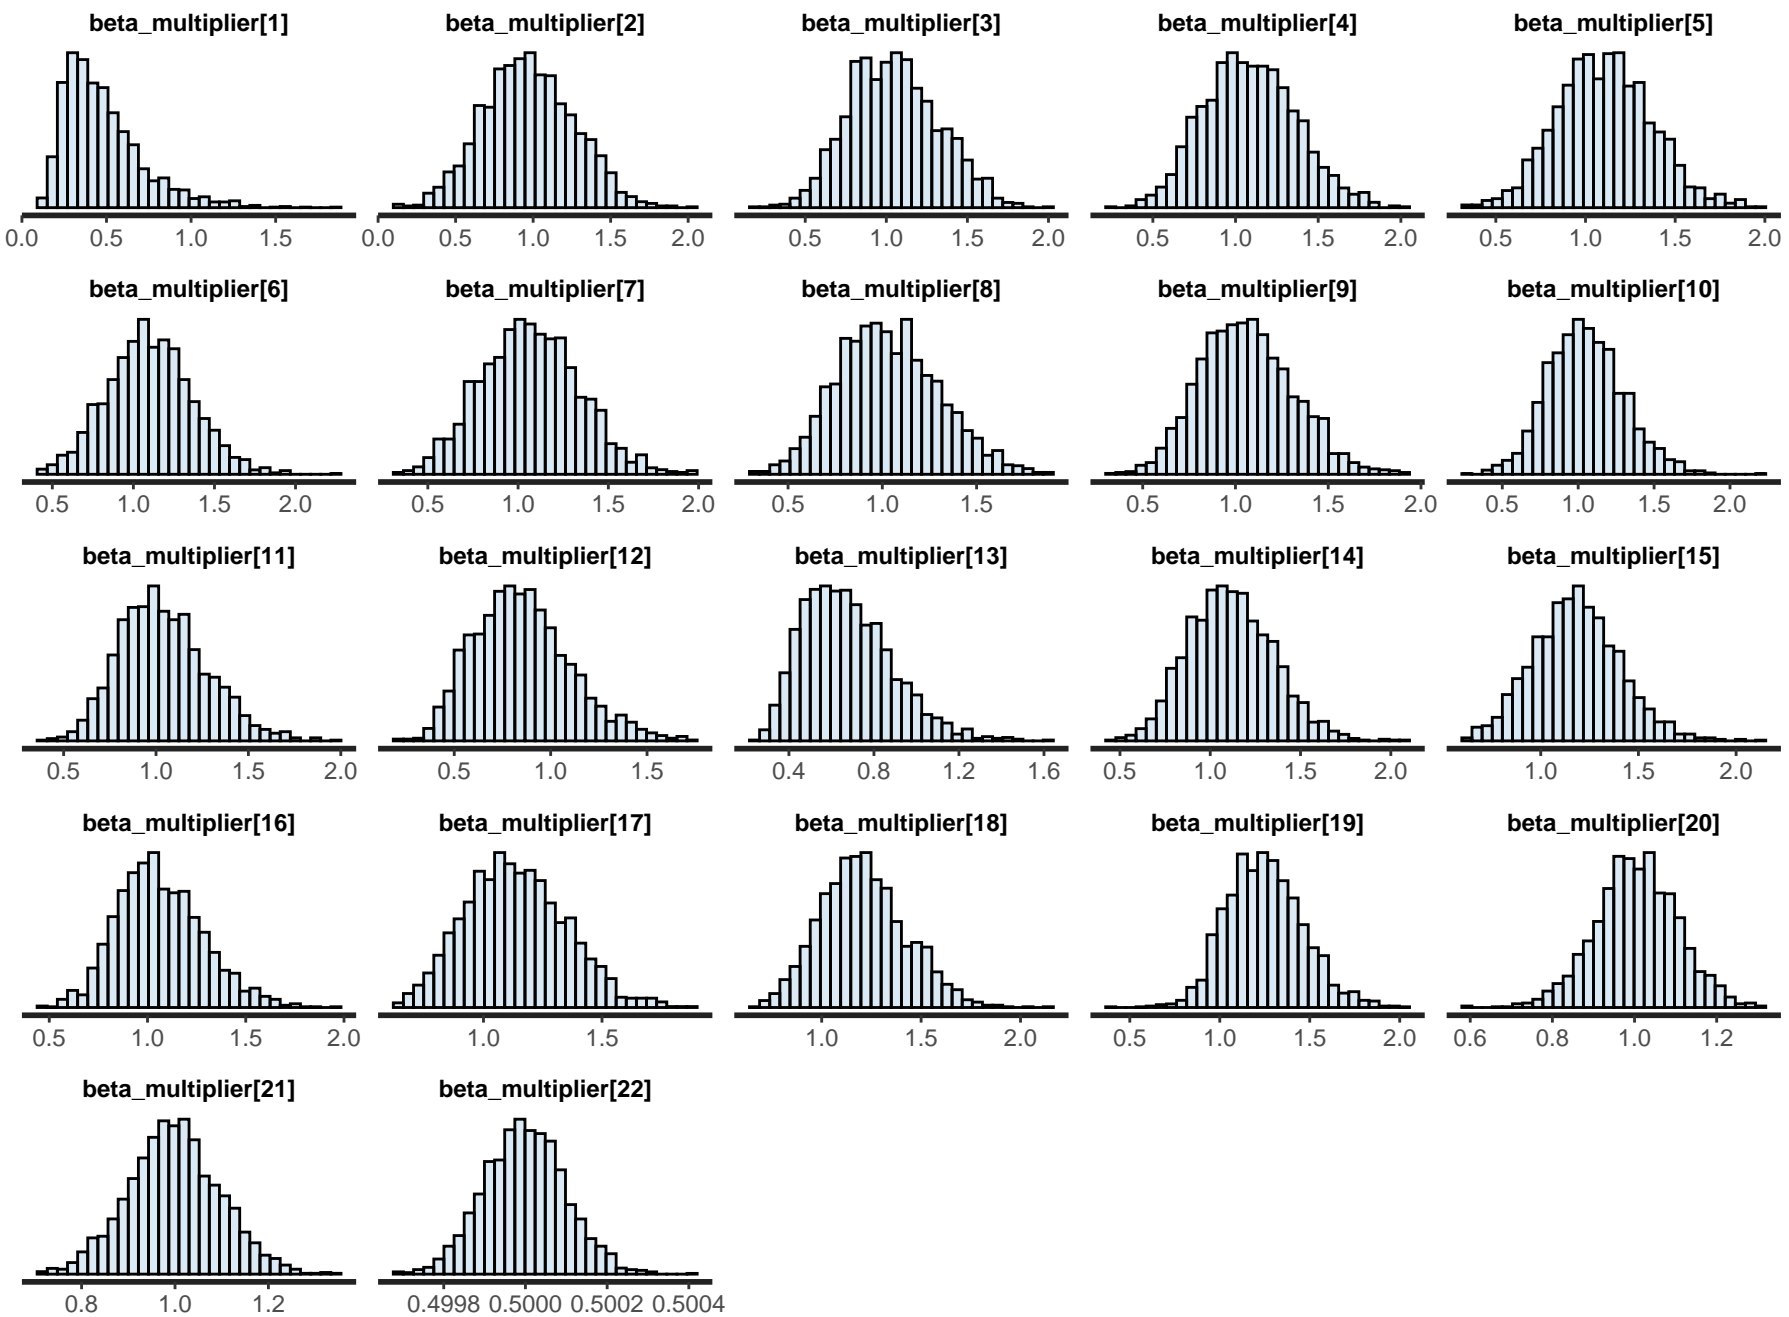 beta_multiplier[1] beta_multiplier[2] beta_multiplier[3] beta_multiplier[4] beta_multiplier[5]
0.0 0.5 1.0 1.5 0.0 0.5 1.0 1.5 2.0 0.5 1.0 1.5 2.0 0.5 1.0 1.5 2.0 0.5 1.0 1.5 2.0
beta_multiplier[6] beta_multiplier[7] beta_multiplier[8] beta_multiplier[9] beta_multiplier[10]
0.5 1.0 1.5 2.0 0.5 1.0 1.5 2.0 0.5 1.0 1.5 0.5 1.0 1.5 2.0 0.5 1.0 1.5 2.0
beta_multiplier[11] beta_multiplier[12] beta_multiplier[13] beta_multiplier[14] beta_multiplier[15]
0.5 1.0 1.5 2.0 0.5 1.0 1.5 0.4 0.8 1.2 1.6 0.5 1.0 1.5 2.0 1.0 1.5 2.0
beta_multiplier[16] beta_multiplier[17] beta_multiplier[18] beta_multiplier[19] beta_multiplier[20]
0.5 1.0 1.5 2.0 1.0 1.5 1.0 1.5 2.0 0.5 1.0 1.5 2.0 0.6 0.8 1.0 1.2
beta_multiplier[21] beta_multiplier[22]
0.8 1.0 1.2 0.4998 0.5000 0.5002 0.5004